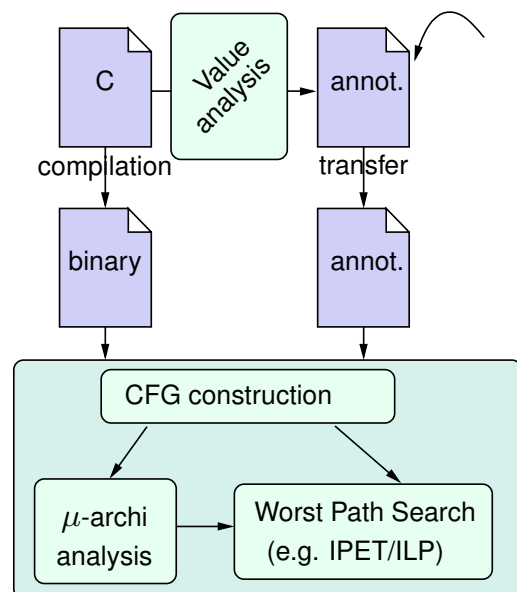 C
Value
analysis
annot.
compilation
transfer
binary
annot.
CFG construction
μ-archi
analysis
Worst Path Search
(e.g. IPET/ILP)